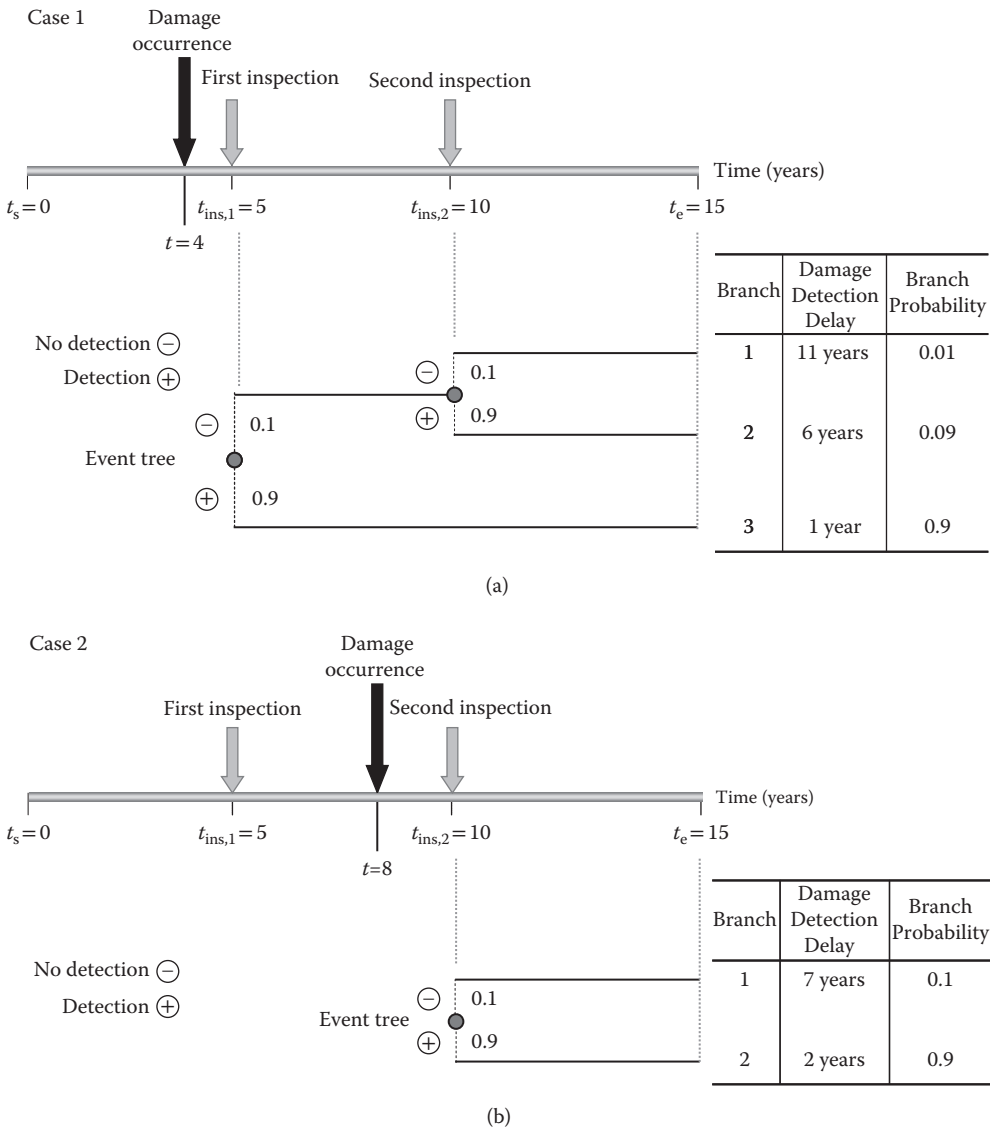 Case 1
Damage
occurrence
First inspection
Second inspection
Time (years)
t_s = 0
t_ins,1 = 5
t_ins,2 = 10
t_e = 15
t = 4
Branch
Damage
Detection
Delay
Branch
Probability
No detection −
Detection +
Event tree
− 0.1
+ 0.9
− 0.1
+ 0.9
1 11 years 0.01
2 6 years 0.09
3 1 year 0.9
(a)
Case 2
Damage
occurrence
First inspection
Second inspection
Time (years)
t_s = 0
t_ins,1 = 5
t_ins,2 = 10
t_e = 15
t=8
Branch
Damage
Detection
Delay
Branch
Probability
No detection −
Detection +
Event tree
− 0.1
+ 0.9
1 7 years 0.1
2 2 years 0.9
(b)